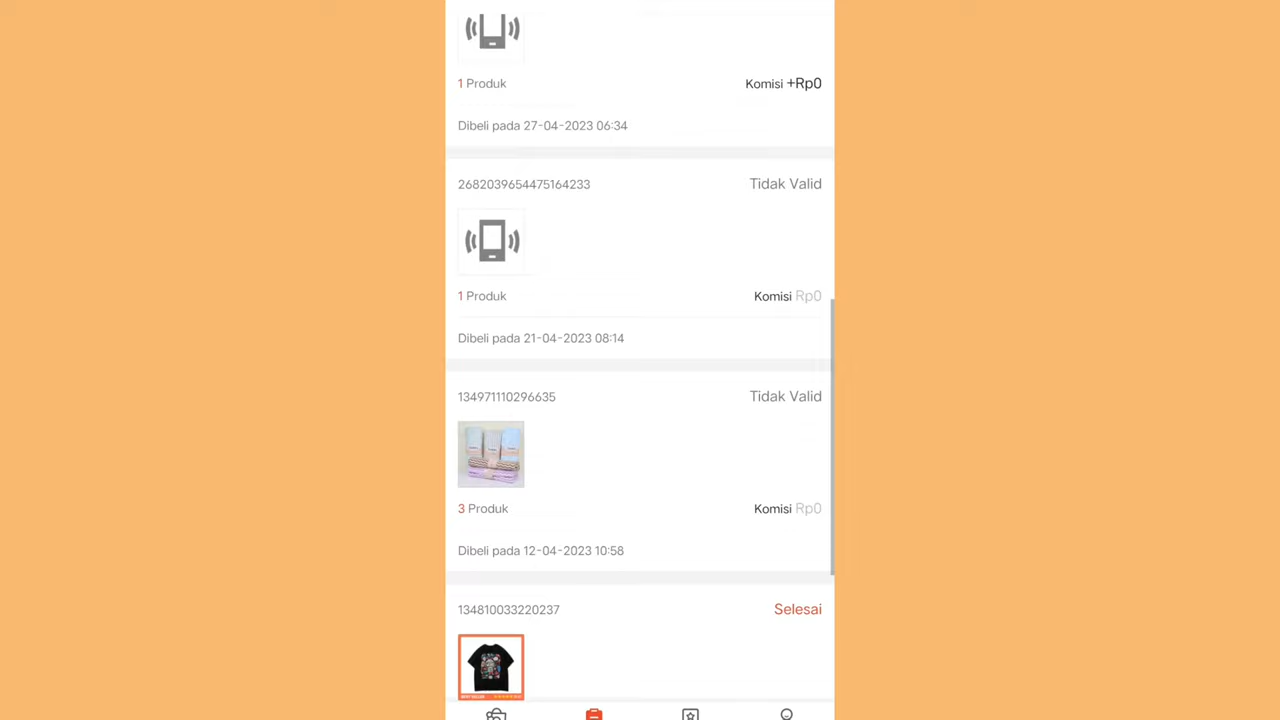 1 Produk
Komisi +Rp0
Dibeli pada 27-04-2023 06:34
2682039654475164233
Tidak Valid
1 Produk
Komisi Rp0
Dibeli pada 21-04-2023 08:14
134971110296635
Tidak Valid
3 Produk
Komisi Rp0
Dibeli pada 12-04-2023 10:58
134810033220237
Selesai